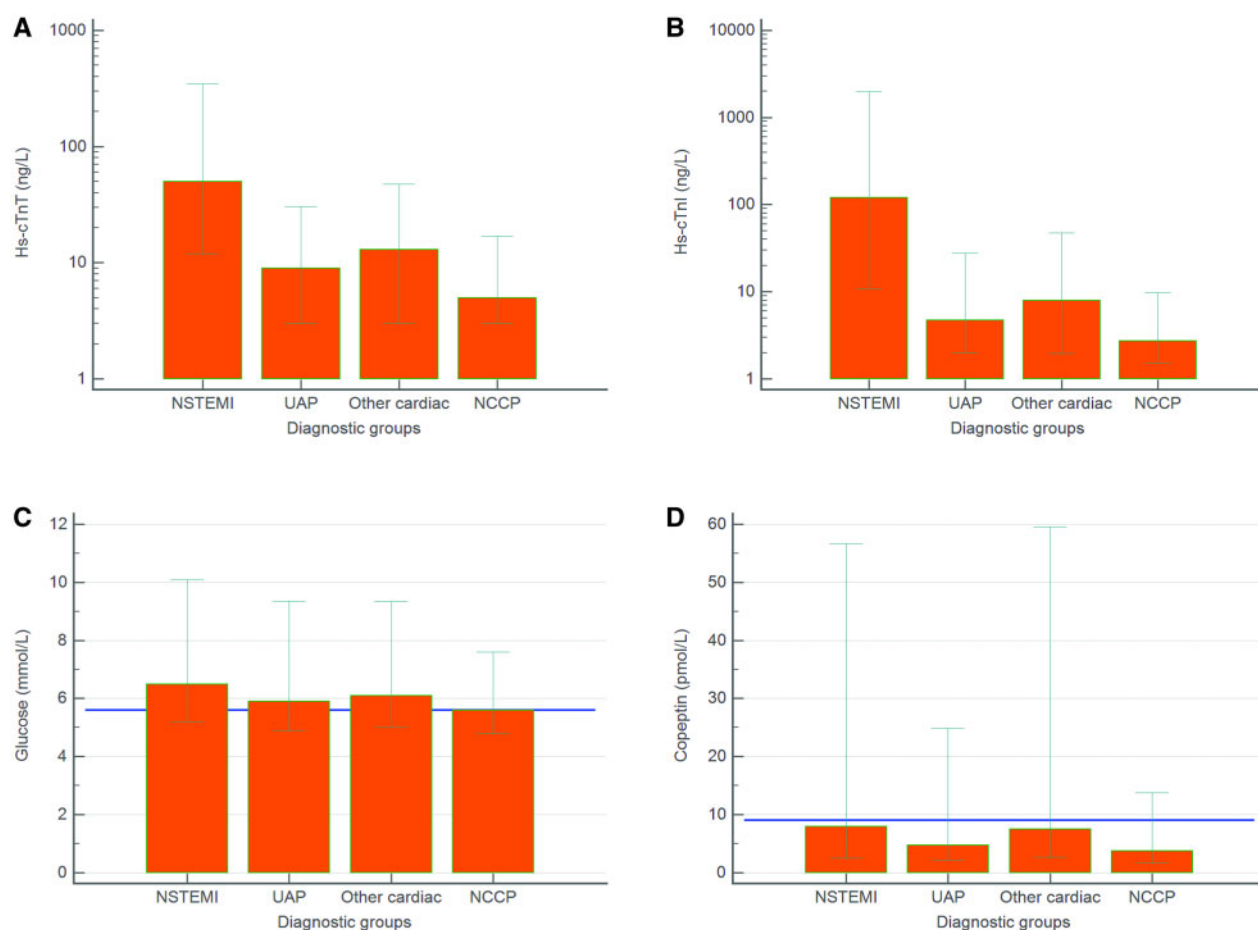 A
1000
100
10
1
Hs-cTnT (ng/L)
NSTEMI UAP Other cardiac NCCP
Diagnostic groups
B
10000
1000
100
10
1
Hs-cTnI (ng/L)
NSTEMI UAP Other cardiac NCCP
Diagnostic groups
C
12
10
8
6
4
2
0
Glucose (mmol/L)
NSTEMI UAP Other cardiac NCCP
Diagnostic groups
D
60
50
40
30
20
10
0
Copeptin (pmol/L)
NSTEMI UAP Other cardiac NCCP
Diagnostic groups